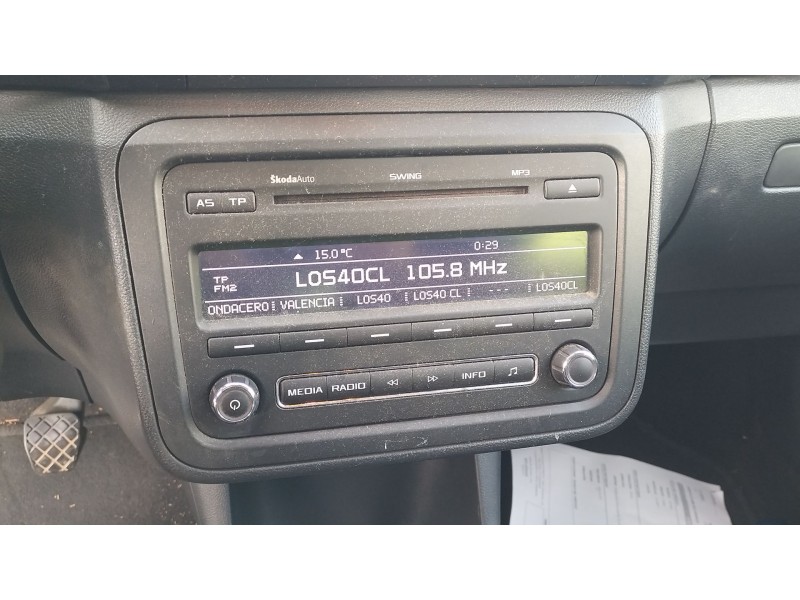 ŠkodaAuto SWING MP3
AS TP
15.0 °C 0:29
TP
FM2
LOS40CL 105.8 MHz
ONDACERO VALENCIA LOS40 LOS40 CL --- LOS40CL
MEDIA RADIO INFO